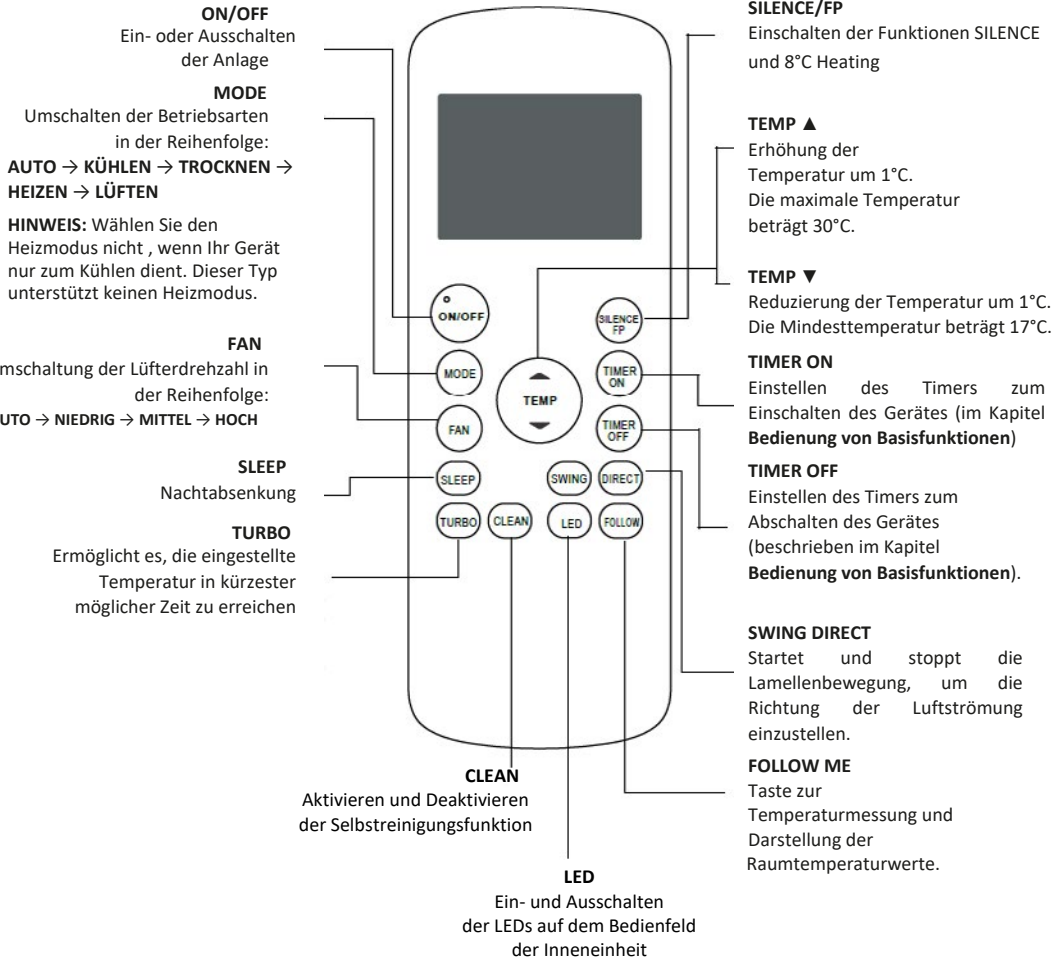 ON/OFF
Ein- oder Ausschalten
der Anlage
MODE
Umschalten der Betriebsarten
in der Reihenfolge:
AUTO → KÜHLEN → TROCKNEN →
HEIZEN → LÜFTEN
HINWEIS: Wählen Sie den
Heizmodus nicht , wenn Ihr Gerät
nur zum Kühlen dient. Dieser Typ
unterstützt keinen Heizmodus.
FAN
mschaltung der Lüfterdrehzahl in
der Reihenfolge:
UTO → NIEDRIG → MITTEL → HOCH
SLEEP
Nachtabsenkung
TURBO
Ermöglicht es, die eingestellte
Temperatur in kürzester
möglicher Zeit zu erreichen
ON/OFF
SILENCE
FP
MODE
TEMP
TIMER
ON
FAN
TIMER
OFF
SLEEP
SWING
DIRECT
TURBO
CLEAN
LED
FOLLOW
CLEAN
Aktivieren und Deaktivieren
der Selbstreinigungsfunktion
LED
Ein- und Ausschalten
der LEDs auf dem Bedienfeld
der Inneneinheit
SILENCE/FP
Einschalten der Funktionen SILENCE
und 8°C Heating
TEMP ▲
Erhöhung der
Temperatur um 1°C.
Die maximale Temperatur
beträgt 30°C.
TEMP ▼
Reduzierung der Temperatur um 1°C.
Die Mindesttemperatur beträgt 17°C.
TIMER ON
Einstellen des Timers zum
Einschalten des Gerätes (im Kapitel
Bedienung von Basisfunktionen)
TIMER OFF
Einstellen des Timers zum
Abschalten des Gerätes
(beschrieben im Kapitel
Bedienung von Basisfunktionen).
SWING DIRECT
Startet und stoppt die
Lamellenbewegung, um die
Richtung der Luftströmung
einzustellen.
FOLLOW ME
Taste zur
Temperaturmessung und
Darstellung der
Raumtemperaturwerte.